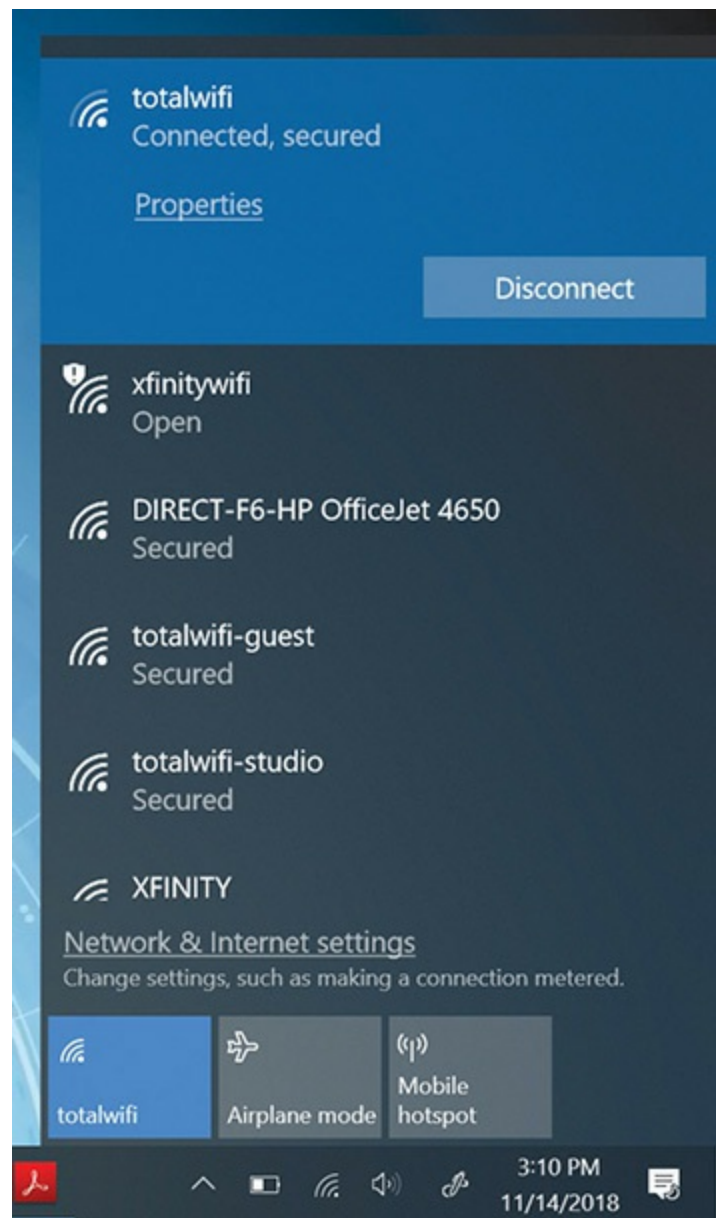 totalwifi
Connected, secured
Properties
Disconnect
xfinitywifi
Open
DIRECT-F6-HP OfficeJet 4650
Secured
totalwifi-guest
Secured
totalwifi-studio
Secured
XFINITY
Network & Internet settings
Change settings, such as making a connection metered.
totalwifi
Airplane mode
Mobile
hotspot
3:10 PM
11/14/2018